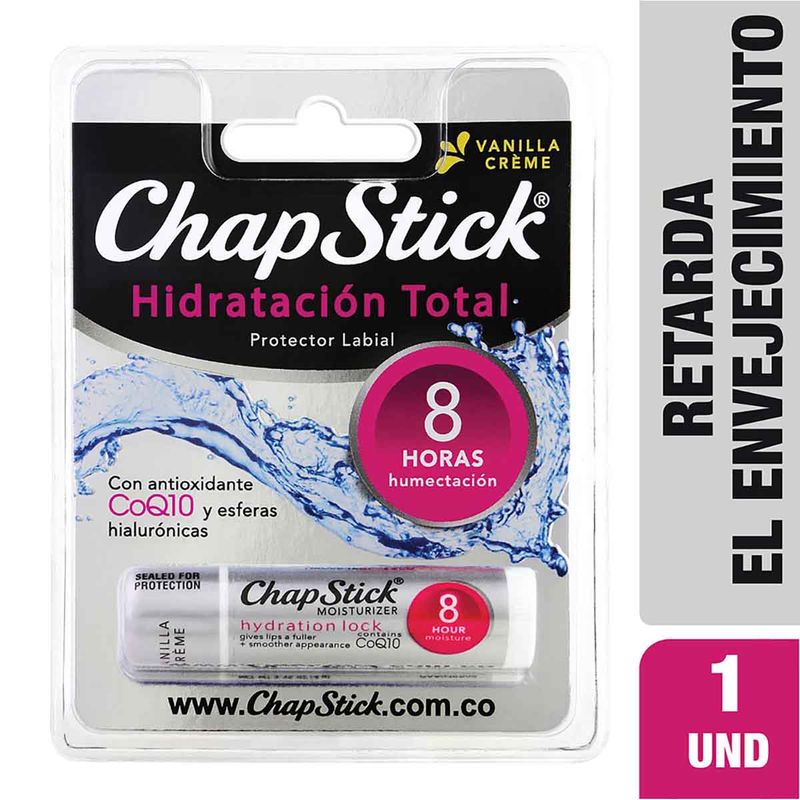 VANILLA
CRÈME
ChapStick®
Hidratación Total
Protector Labial
8
HORAS
humectación
Con antioxidante
CoQ10 y esferas
hialurónicas
SEALED FOR
PROTECTION
ChapStick®
MOISTURIZER
hydration lock
gives lips a fuller
+ smoother appearance
contains
CoQ10
8
HOUR
moisture
www.ChapStick.com.co
RETARDA
EL ENVEJECIMIENTO
1
UND